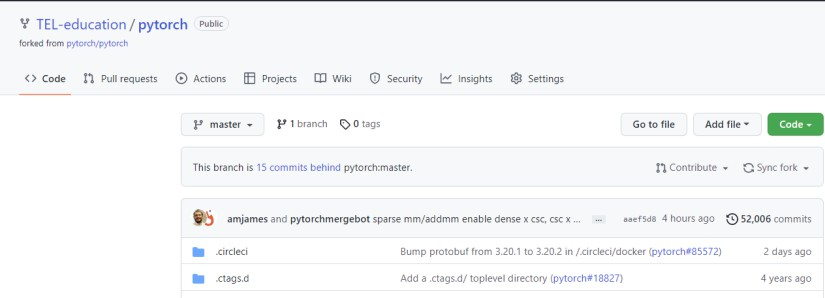 TEL-education / pytorch Public
forked from pytorch/pytorch
Code Pull requests Actions Projects Wiki Security Insights Settings
master 1 branch 0 tags Go to file Add file Code
This branch is 15 commits behind pytorch:master. Contribute Sync fork
amjames and pytorchmergebot sparse mm/addmm enable dense x csc, csc x ... ... aaef5d8 4 hours ago 52,006 commits
.circleci Bump protobuf from 3.20.1 to 3.20.2 in /.circleci/docker (pytorch#85572) 2 days ago
.ctags.d Add a .ctags.d/ toplevel directory (pytorch#18827) 4 years ago